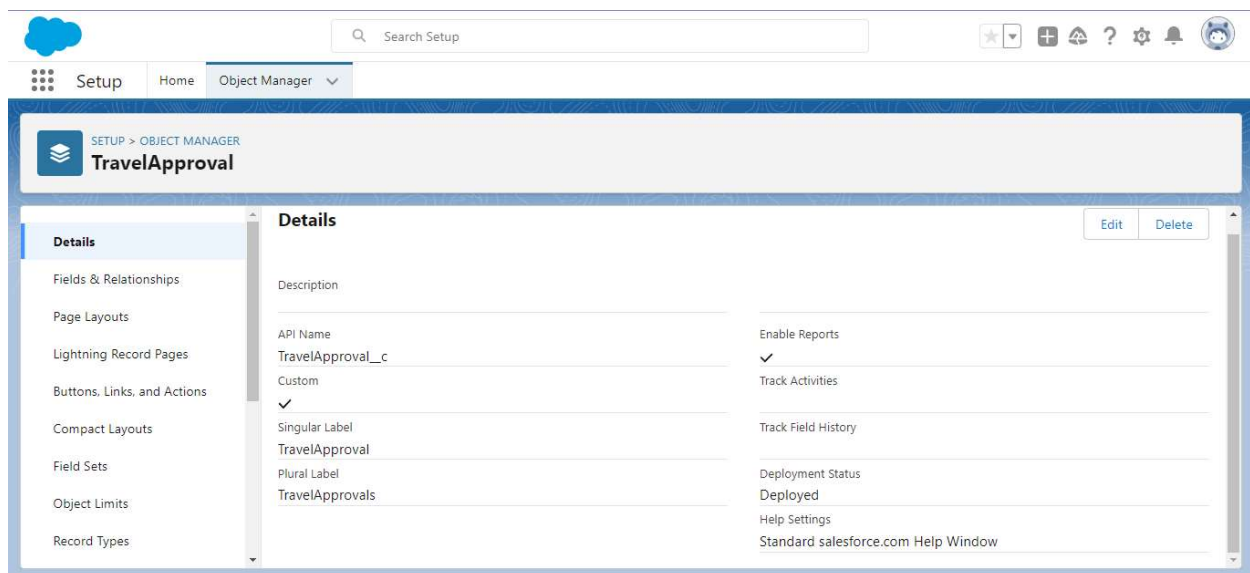 Search Setup
Setup
Home
Object Manager
SETUP > OBJECT MANAGER
TravelApproval
Details
Fields & Relationships
Page Layouts
Lightning Record Pages
Buttons, Links, and Actions
Compact Layouts
Field Sets
Object Limits
Record Types
Details
Edit
Delete
Description
API Name
TravelApproval__c
Custom
Singular Label
TravelApproval
Plural Label
TravelApprovals
Enable Reports
Track Activities
Track Field History
Deployment Status
Deployed
Help Settings
Standard salesforce.com Help Window